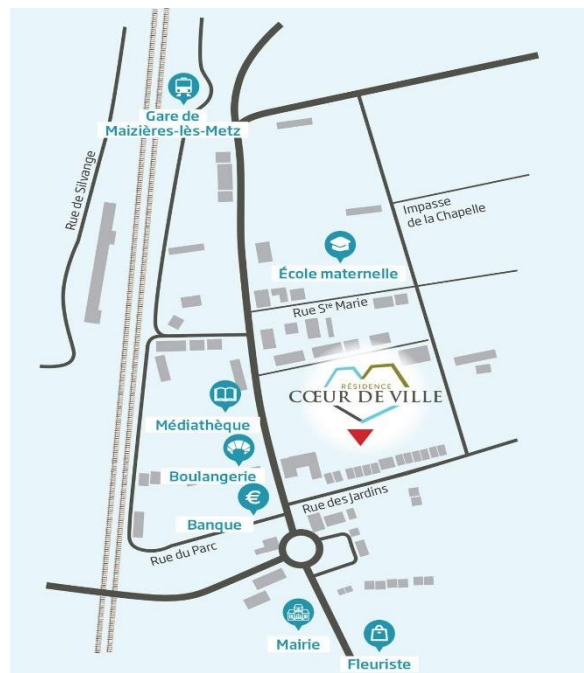 Gare de
Maizières-lès-Metz
Rue de Silvange
Impasse
de la Chapelle
École maternelle
Rue Ste Marie
RÉSIDENCE
CŒUR DE VILLE
Médiathèque
Boulangerie
€
Banque
Rue des Jardins
Rue du Parc
Mairie
Fleuriste